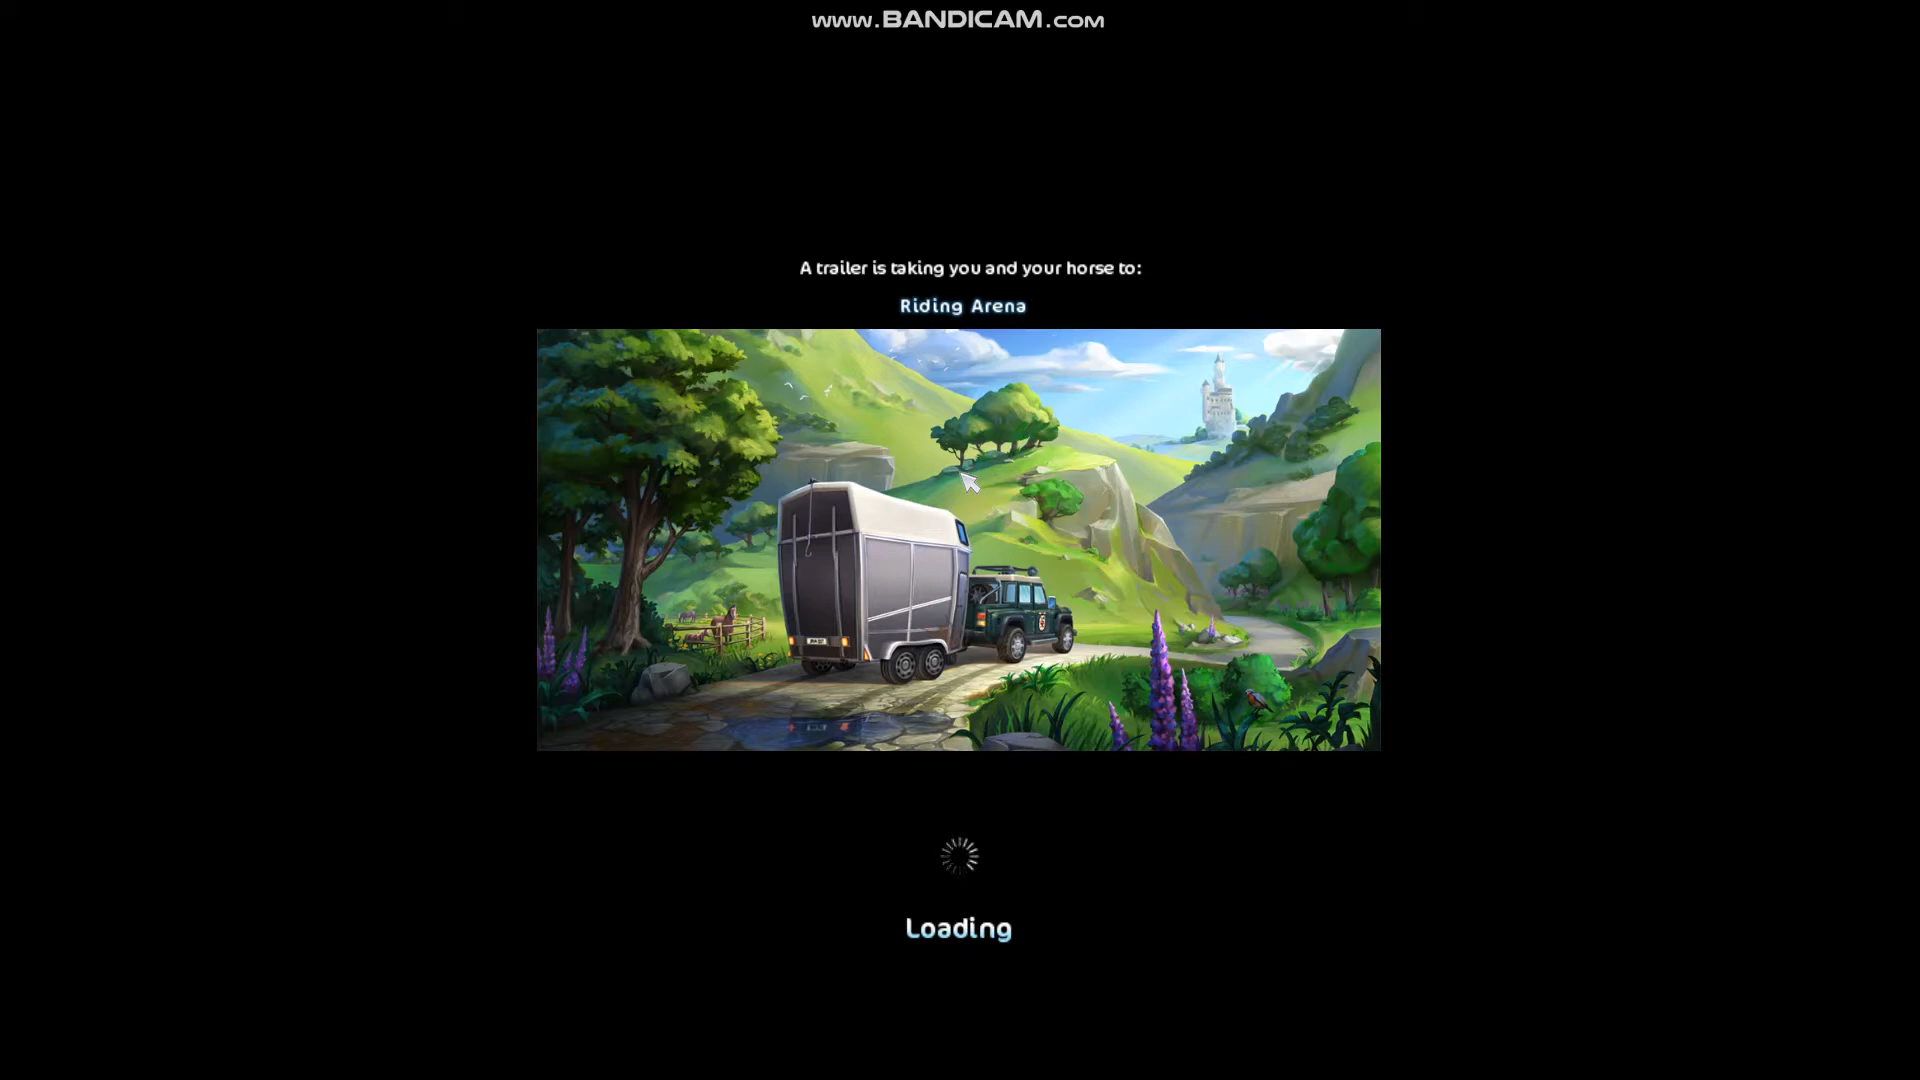 www.BANDICAM.com
A trailer is taking you and your horse to:
Riding Arena
Loading